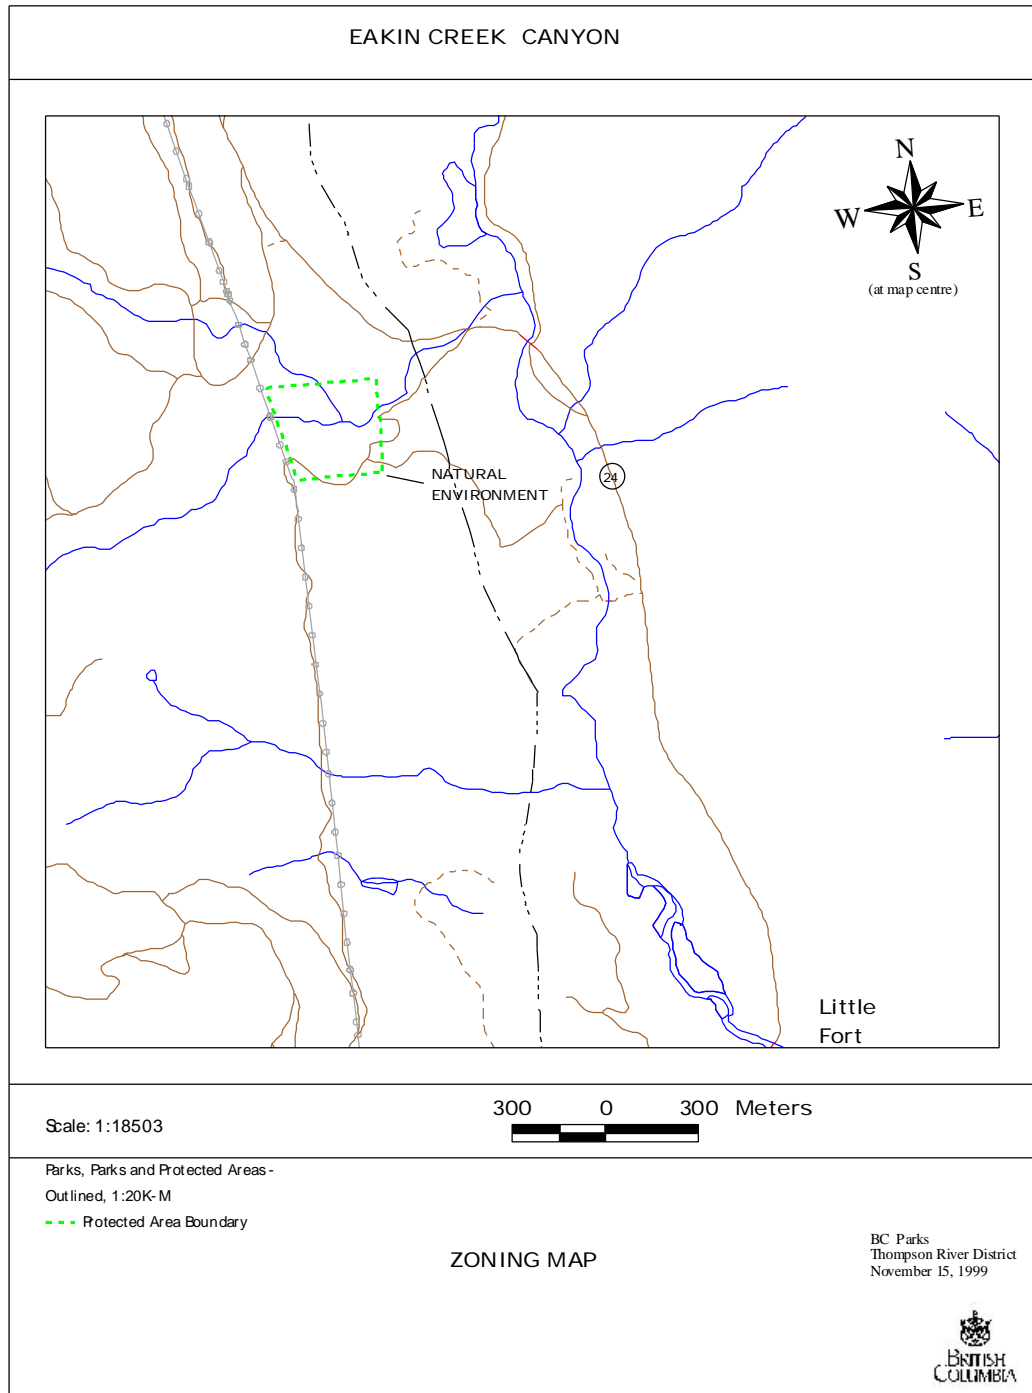 EAKIN CREEK CANYON
N
W E
S
(at map centre)
NATURAL
ENVIRONMENT
24
Little
Fort
Scale: 1:18503
300 0 300 Meters
Parks, Parks and Protected Areas -
Outlined, 1:20K- M
Protected Area Boundary
ZONING MAP
BC Parks
Thompson River District
November 15, 1999
BRITISH
COLUMBIA